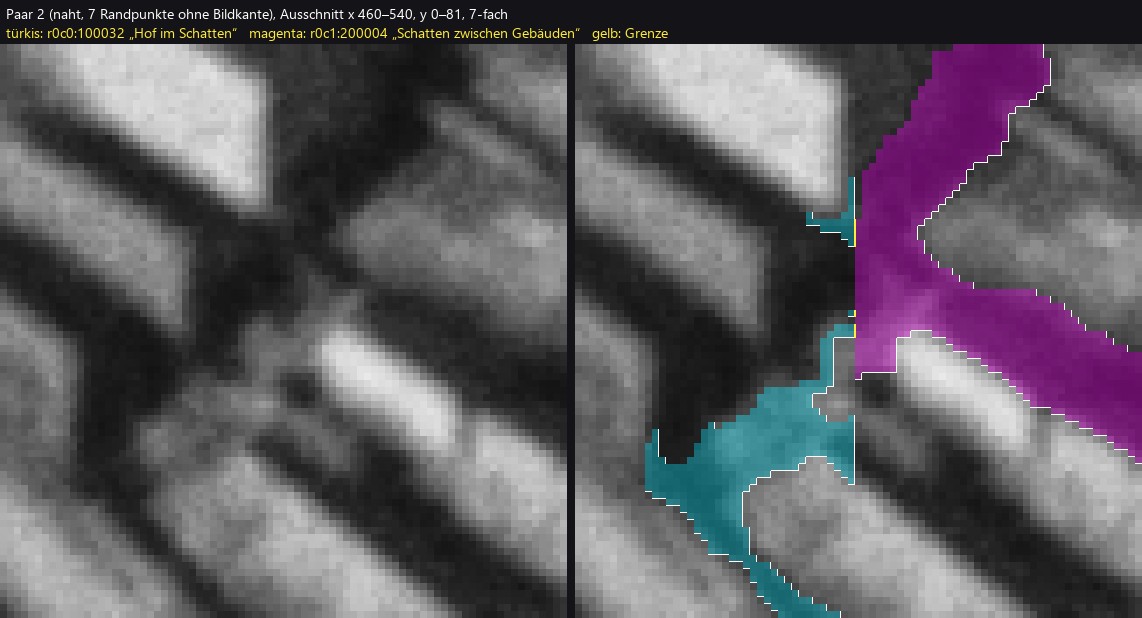 Paar 2 (naht, 7 Randpunkte ohne Bildkante), Ausschnitt x 460–540, y 0–81, 7-fach
türkis: r0c0:100032 „Hof im Schatten“ magenta: r0c1:200004 „Schatten zwischen Gebäuden“ gelb: Grenze